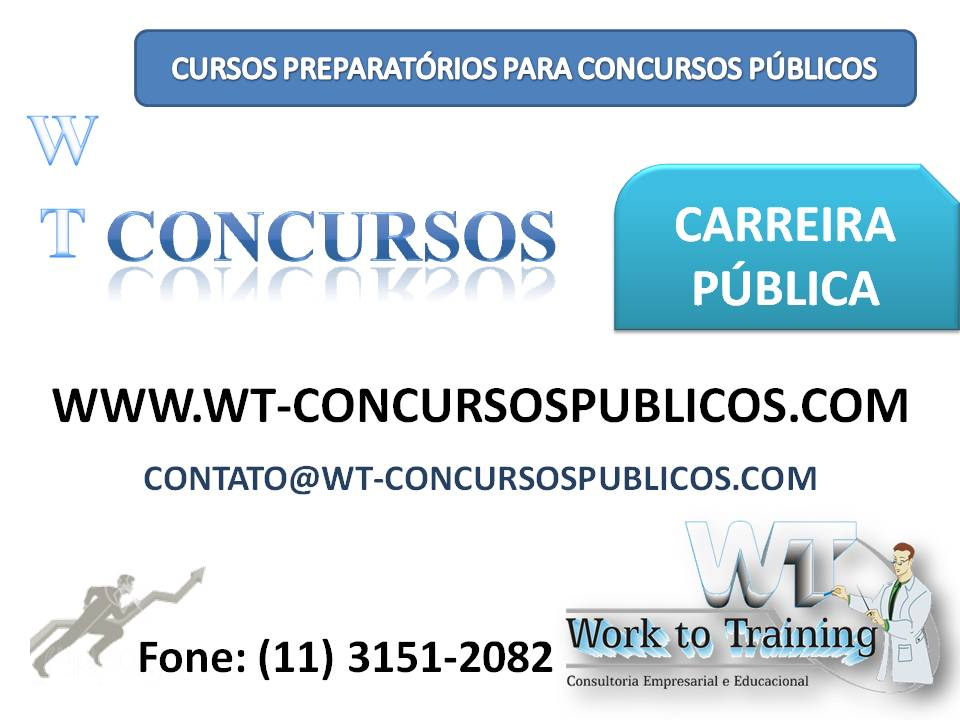 CURSOS PREPARATÓRIOS PARA CONCURSOS PÚBLICOS
W
T CONCURSOS
CARREIRA
PÚBLICA
WWW.WT-CONCURSOSPUBLICOS.COM
CONTATO@WT-CONCURSOSPUBLICOS.COM
WT
Work to Training
Consultoria Empresarial e Educacional
Fone: (11) 3151-2082